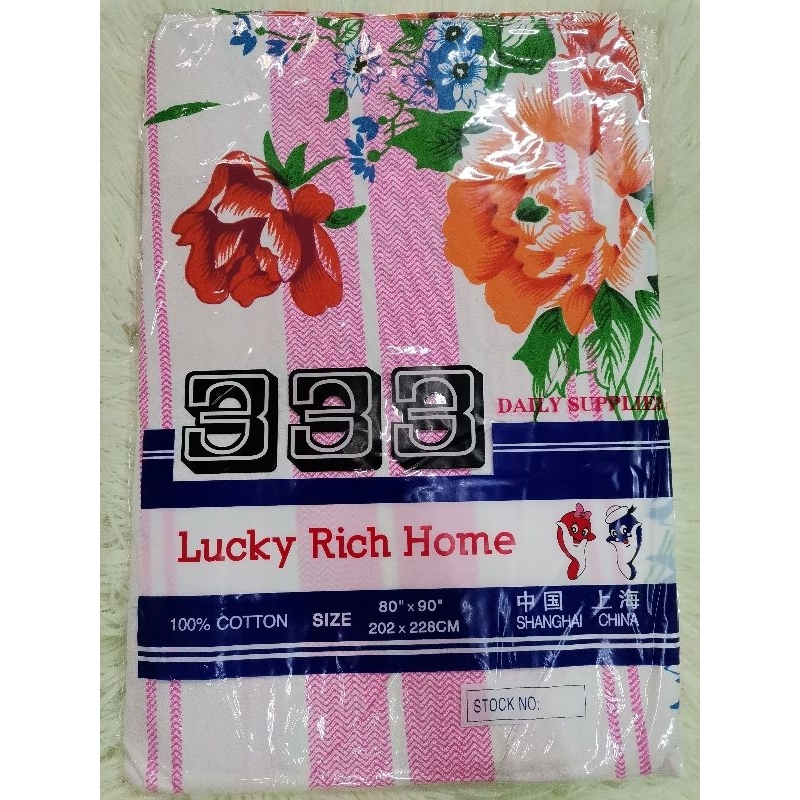 333
DAILY SUPPLIES
Lucky Rich Home
100% COTTON SIZE 80" x 90"
202 x 228CM
中国 上海
SHANGHAI CHINA
STOCK NO: